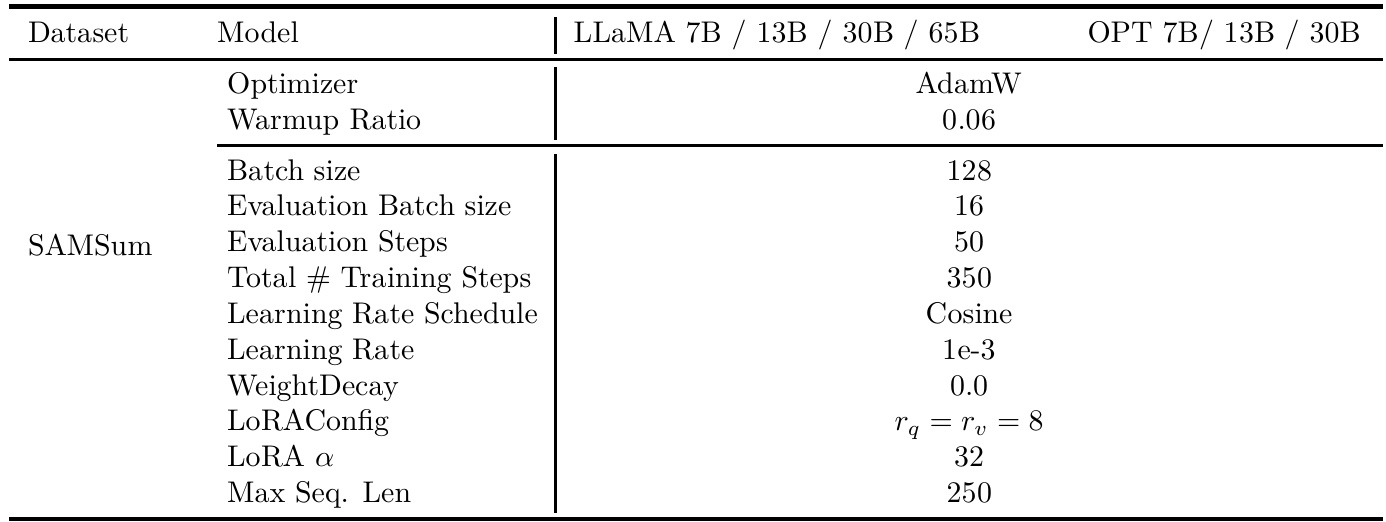 Dataset Model LLaMA 7B / 13B / 30B / 65B OPT 7B/ 13B / 30B
Optimizer AdamW
Warmup Ratio 0.06
Batch size 128
Evaluation Batch size 16
SAMSum Evaluation Steps 50
Total # Training Steps 350
Learning Rate Schedule Cosine
Learning Rate 1e-3
WeightDecay 0.0
LoRAConfig r_q = r_v = 8
LoRA α 32
Max Seq. Len 250